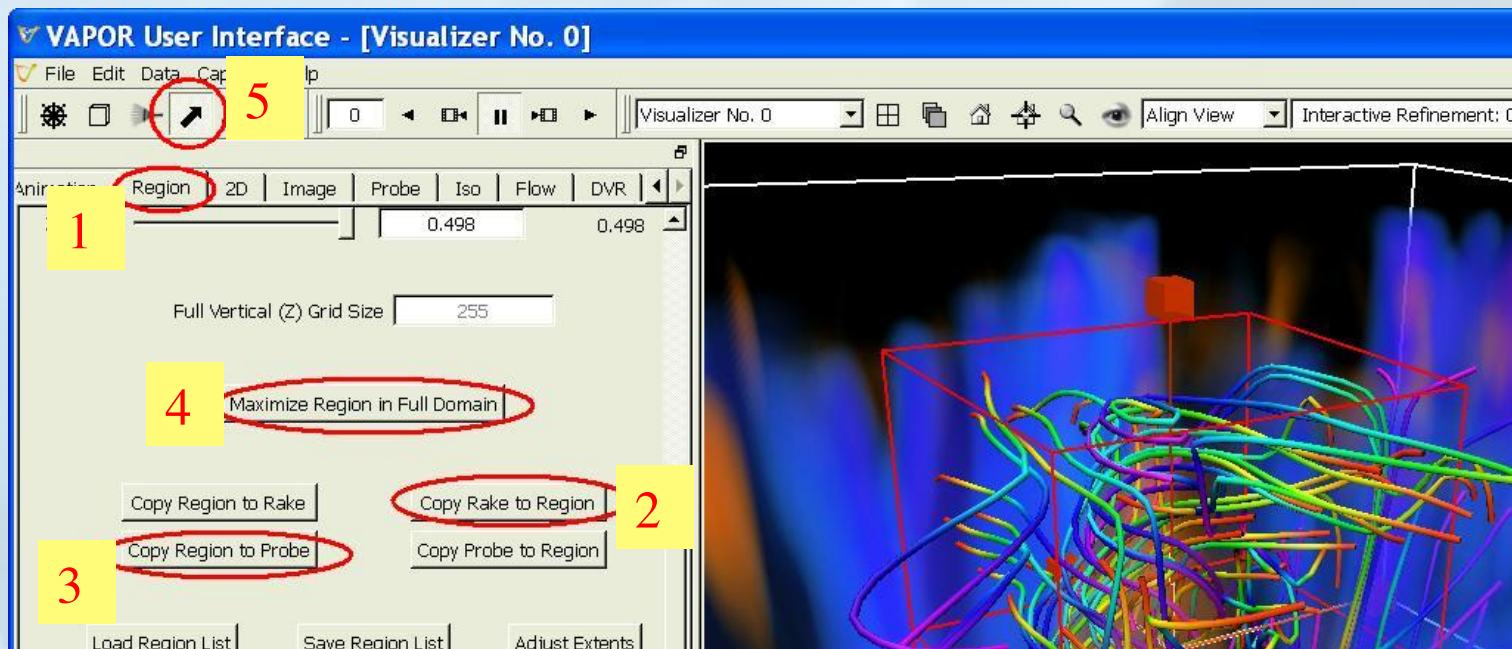 VAPOR User Interface - [Visualizer No. 0]
File Edit Data
5
0
Visualizer No. 0
Align View
Interactive Refinement:
Region 2D Image Probe Iso Flow DVR
1
0.498 0.498
Full Vertical (Z) Grid Size 255
4
Maximize Region in Full Domain
Copy Region to Rake Copy Rake to Region
2
Copy Region to Probe Copy Probe to Region
3
Load Region List Save Region List Adjust Extents